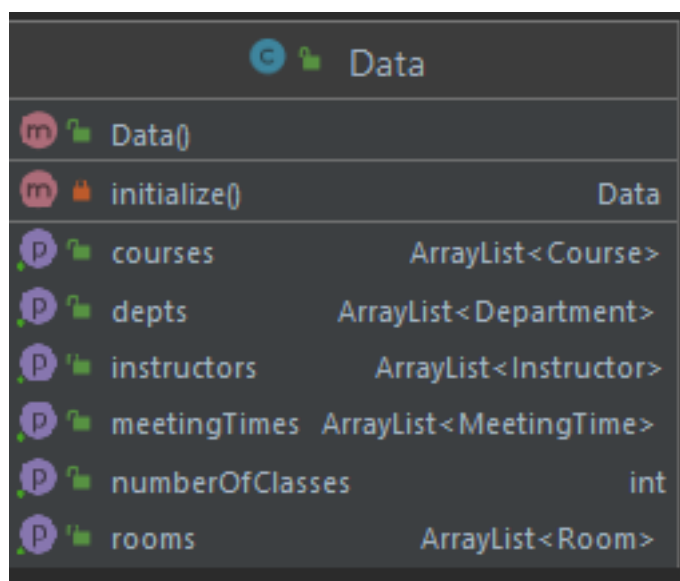 Data
Data()
initialize() Data
courses ArrayList<Course>
depts ArrayList<Department>
instructors ArrayList<Instructor>
meetingTimes ArrayList<MeetingTime>
numberOfClasses int
rooms ArrayList<Room>